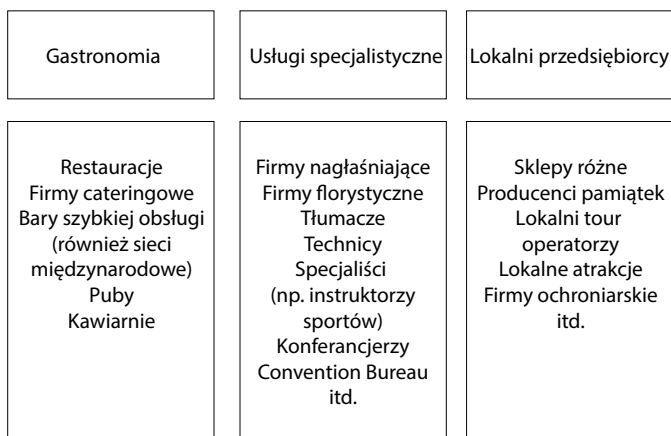 Gastronomia
Usługi specjalistyczne
Lokalni przedsiębiorcy
Restauracje
Firmy cateringowe
Bary szybkiej obsługi
(również sieci
międzynarodowe)
Puby
Kawiarnie
Firmy nagłaśniające
Firmy florystyczne
Tłumacze
Technicy
Specjaliści
(np. instruktorzy
sportów)
Konferancjerzy
Convention Bureau
itd.
Sklepy różne
Producenci pamiątek
Lokalni tour
operatorzy
Lokalne atrakcje
Firmy ochroniarskie
itd.